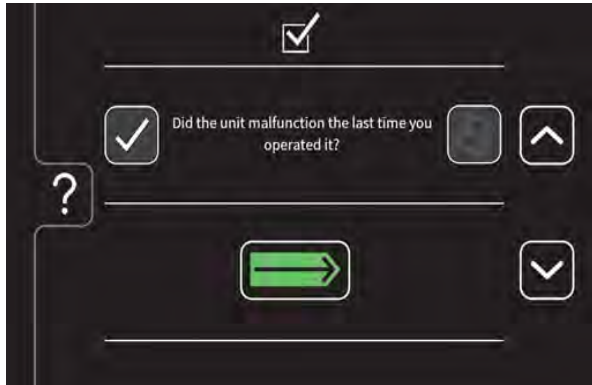 Did the unit malfunction the last time you
operated it?
?